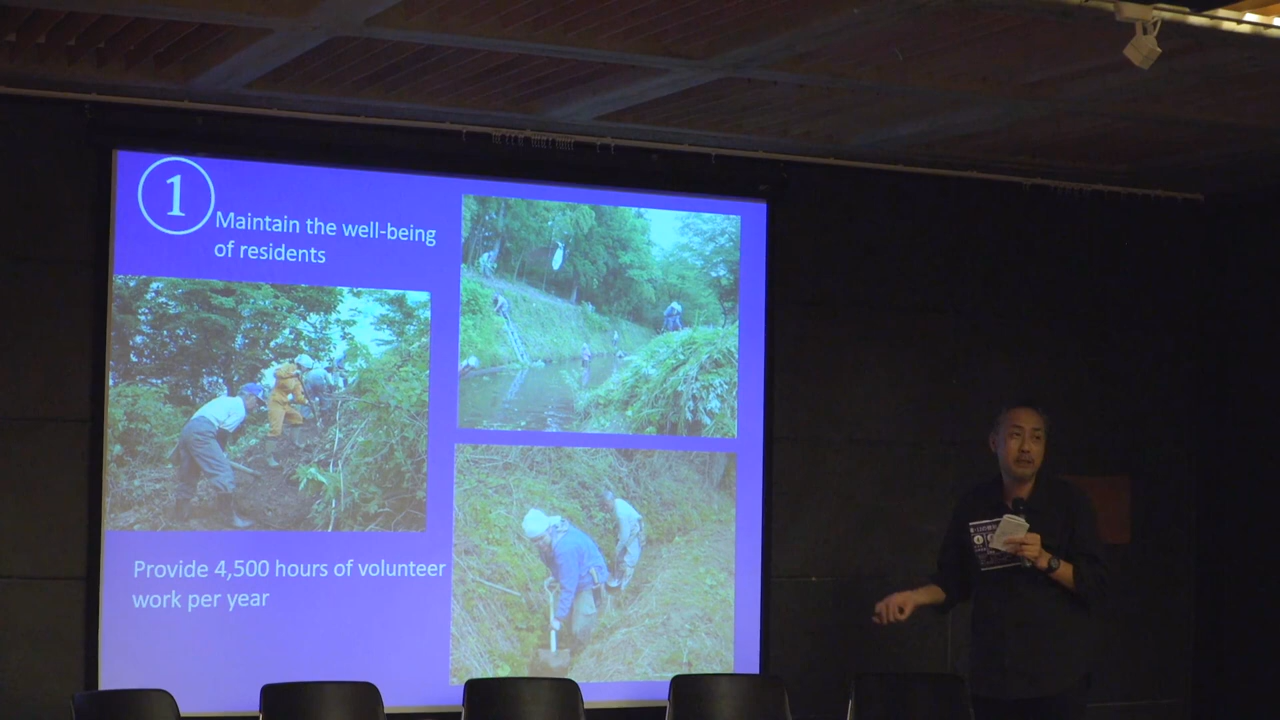 1
Maintain the well-being
of residents
Provide 4,500 hours of volunteer
work per year